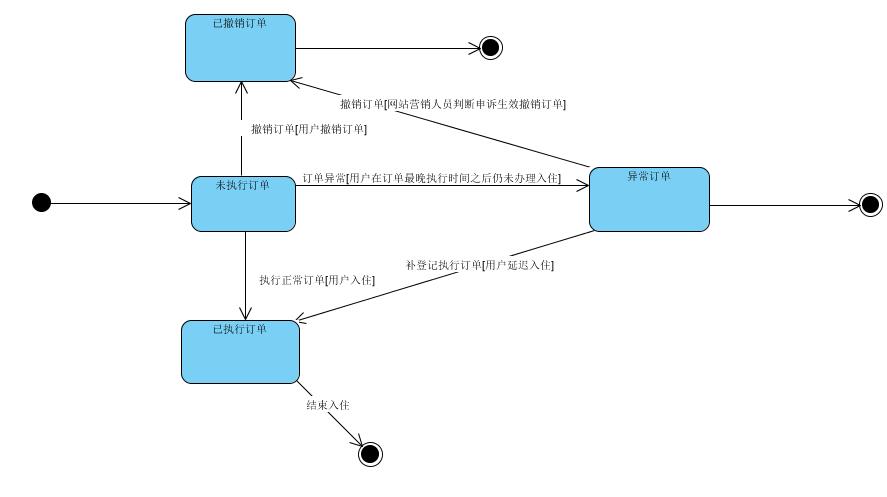 已撤销订单
撤销订单[网站营销人员判断申诉生效撤销订单]
撤销订单[用户撤销订单]
未执行订单
订单异常[用户在订单最晚执行时间之后仍未办理入住]
异常订单
补登记执行订单[用户延迟入住]
执行正常订单[用户入住]
已执行订单
结束入住